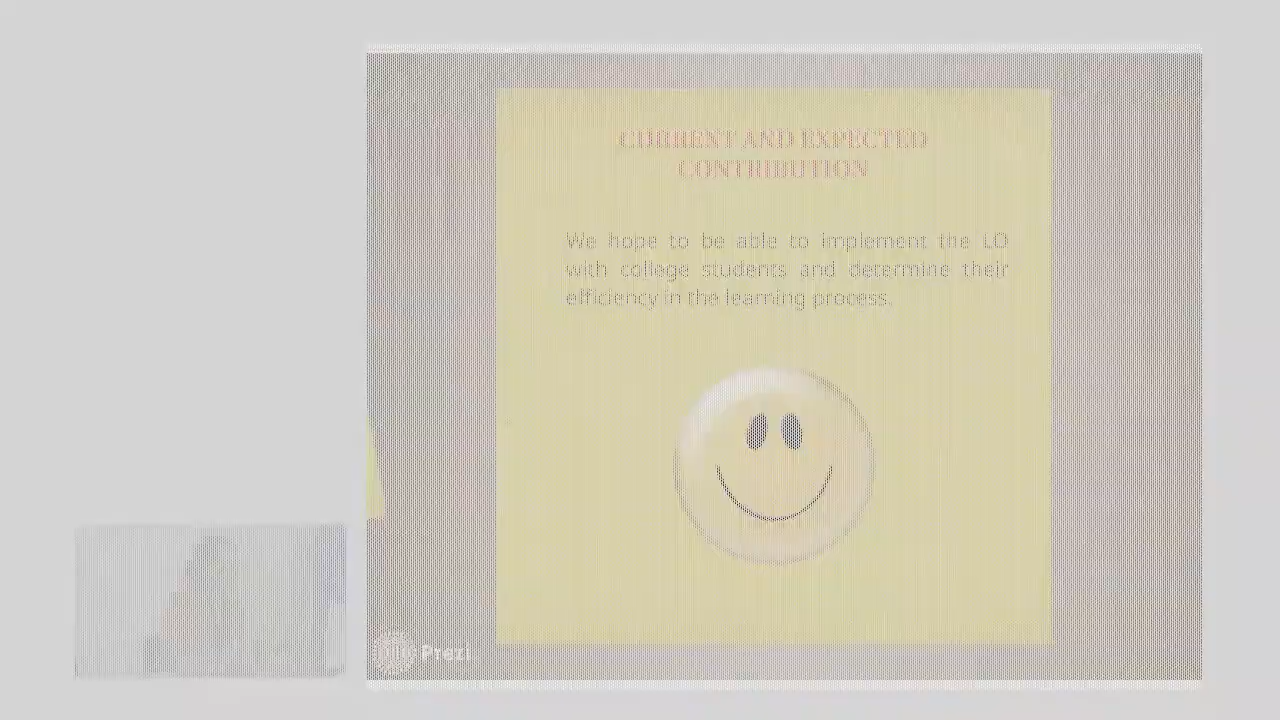 CURRENT AND EXPECTED
CONTRIBUTION
We hope to be able to implement the LO
with college students and determine their
efficiency in the learning process.
Prezi